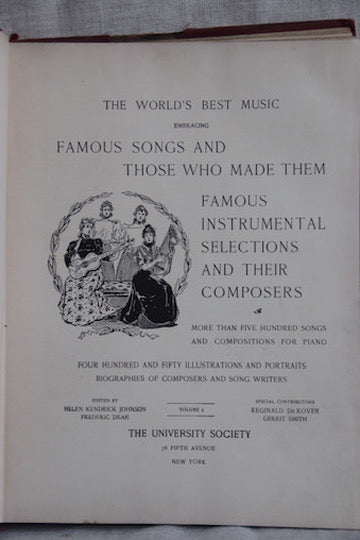 THE WORLD'S BEST MUSIC
EMBRACING
FAMOUS SONGS AND
THOSE WHO MADE THEM
FAMOUS
INSTRUMENTAL
SELECTIONS
AND THEIR
COMPOSERS
MORE THAN FIVE HUNDRED SONGS
AND COMPOSITIONS FOR PIANO
FOUR HUNDRED AND FIFTY ILLUSTRATIONS AND PORTRAITS
BIOGRAPHIES OF COMPOSERS AND SONG WRITERS
EDITED BY
HELEN KENDRICK JOHNSON
FREDERIC DEAN
VOLUME 2
SPECIAL CONTRIBUTORS
REGINALD DE KOVEN
GERRIT SMITH
THE UNIVERSITY SOCIETY
78 FIFTH AVENUE
NEW YORK